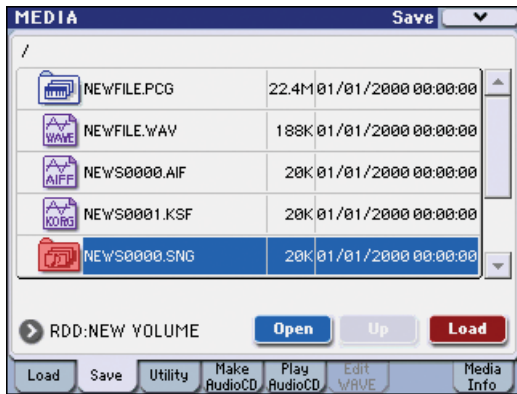 MEDIA Save
/
NEWFILE.PCG 22.4M 01/01/2000 00:00:00
WAVE NEWFILE.WAV 188K 01/01/2000 00:00:00
AIFF NEWS0000.AIF 20K 01/01/2000 00:00:00
KORG NEWS0001.KSF 20K 01/01/2000 00:00:00
NEWS0000.SNG 20K 01/01/2000 00:00:00
RDD:NEW VOLUME Open Up Load
Load Save Utility Make AudioCD Play AudioCD Edit WAVE Media Info